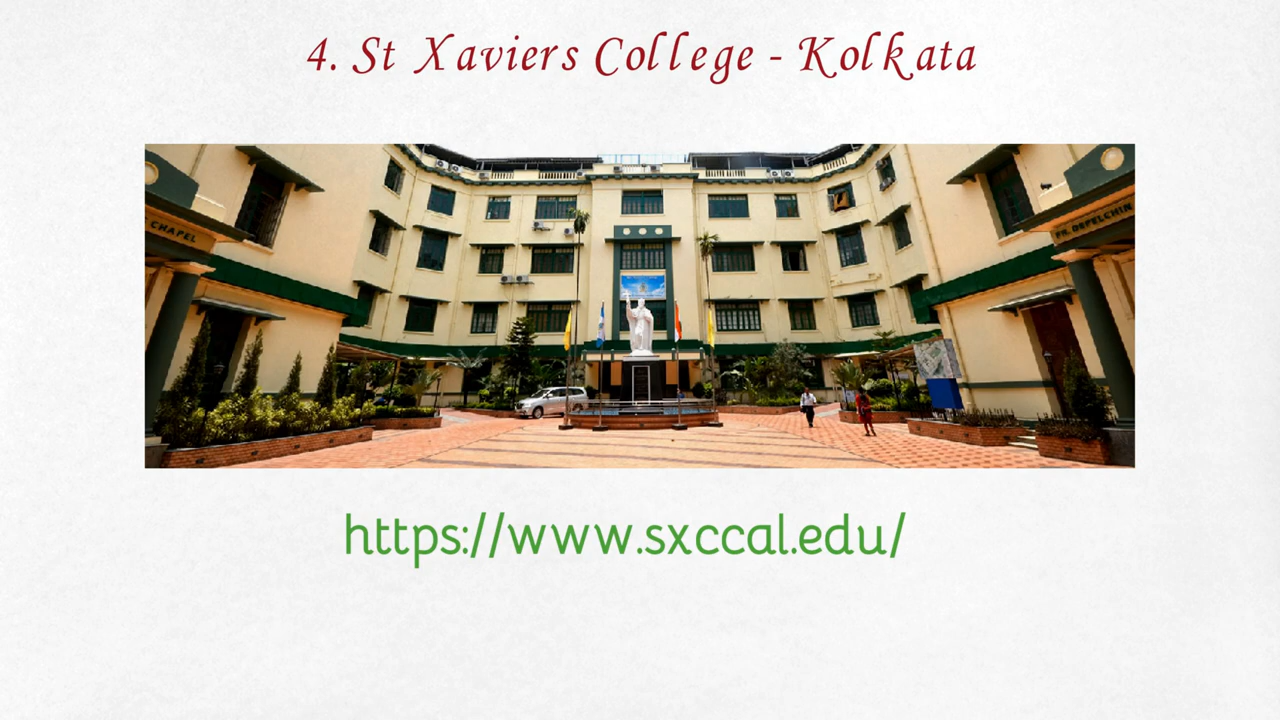 4. St Xaviers College - Kolkata
CHAPEL
FR. DEPELCHIN
https://www.sxccal.edu/